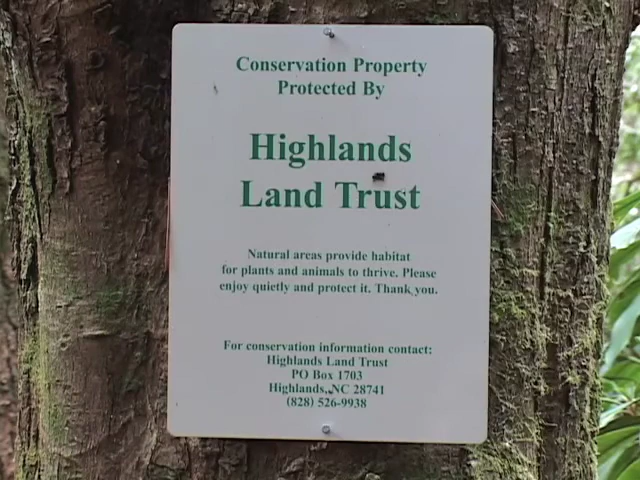 Conservation Property
Protected By
Highlands
Land Trust
Natural areas provide habitat
for plants and animals to thrive. Please
enjoy quietly and protect it. Thank you.
For conservation information contact:
Highlands Land Trust
PO Box 1703
Highlands, NC 28741
(828) 526-9938